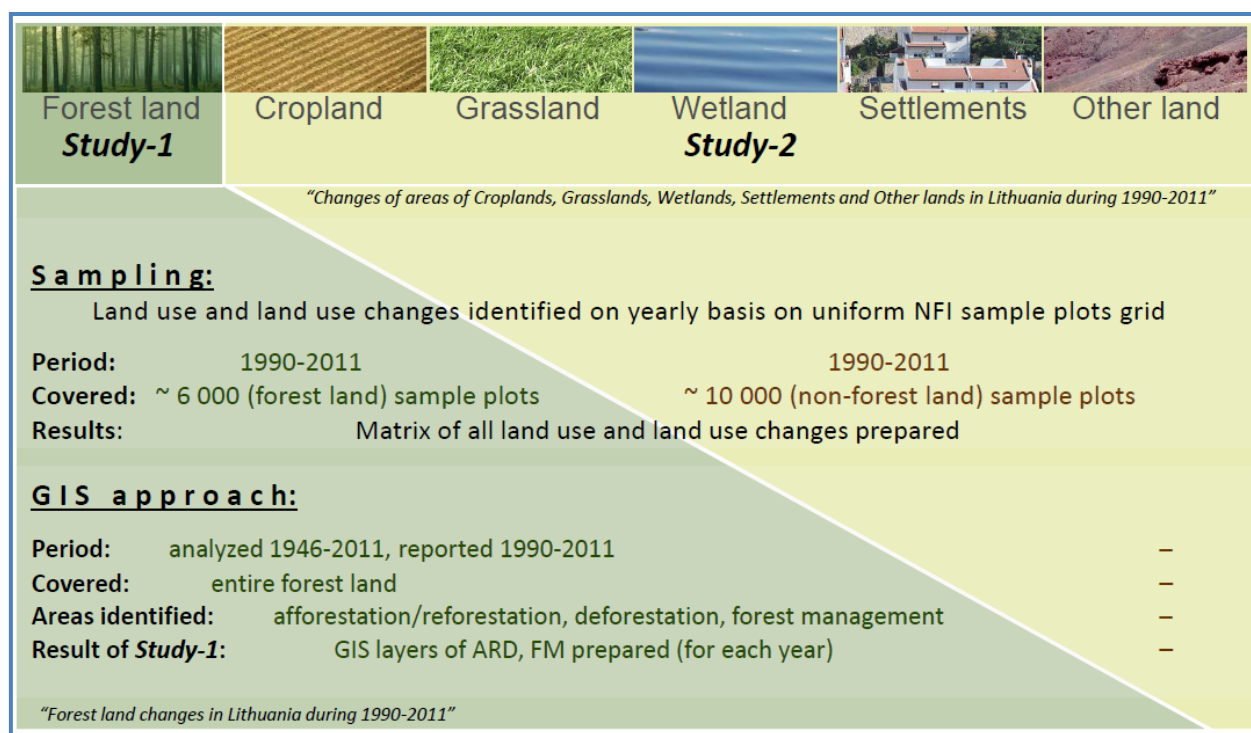 Forest land Cropland Grassland Wetland Settlements Other land
Study-1 Study-2
“Changes of areas of Croplands, Grasslands, Wetlands, Settlements and Other lands in Lithuania during 1990-2011”
Sampling:
Land use and land use changes identified on yearly basis on uniform NFI sample plots grid
Period: 1990-2011 1990-2011
Covered: ~ 6 000 (forest land) sample plots ~ 10 000 (non-forest land) sample plots
Results: Matrix of all land use and land use changes prepared
GIS approach:
Period: analyzed 1946-2011, reported 1990-2011 –
Covered: entire forest land –
Areas identified: afforestation/reforestation, deforestation, forest management –
Result of Study-1: GIS layers of ARD, FM prepared (for each year) –
“Forest land changes in Lithuania during 1990-2011”